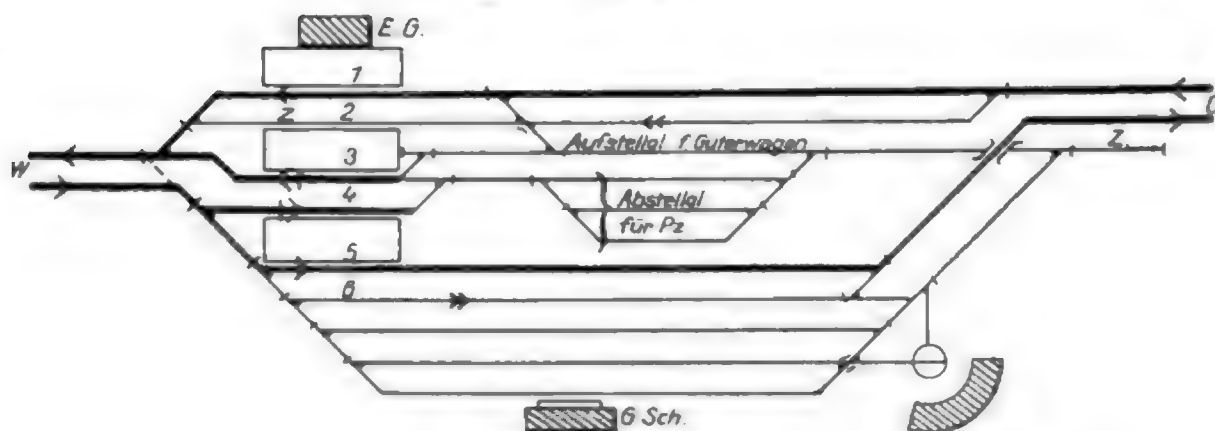 E G.
1
2
Z
3
Aufstellgl f. Güterwagen
Z
W
4
Abstellgl
für Pz
5
6
G Sch.